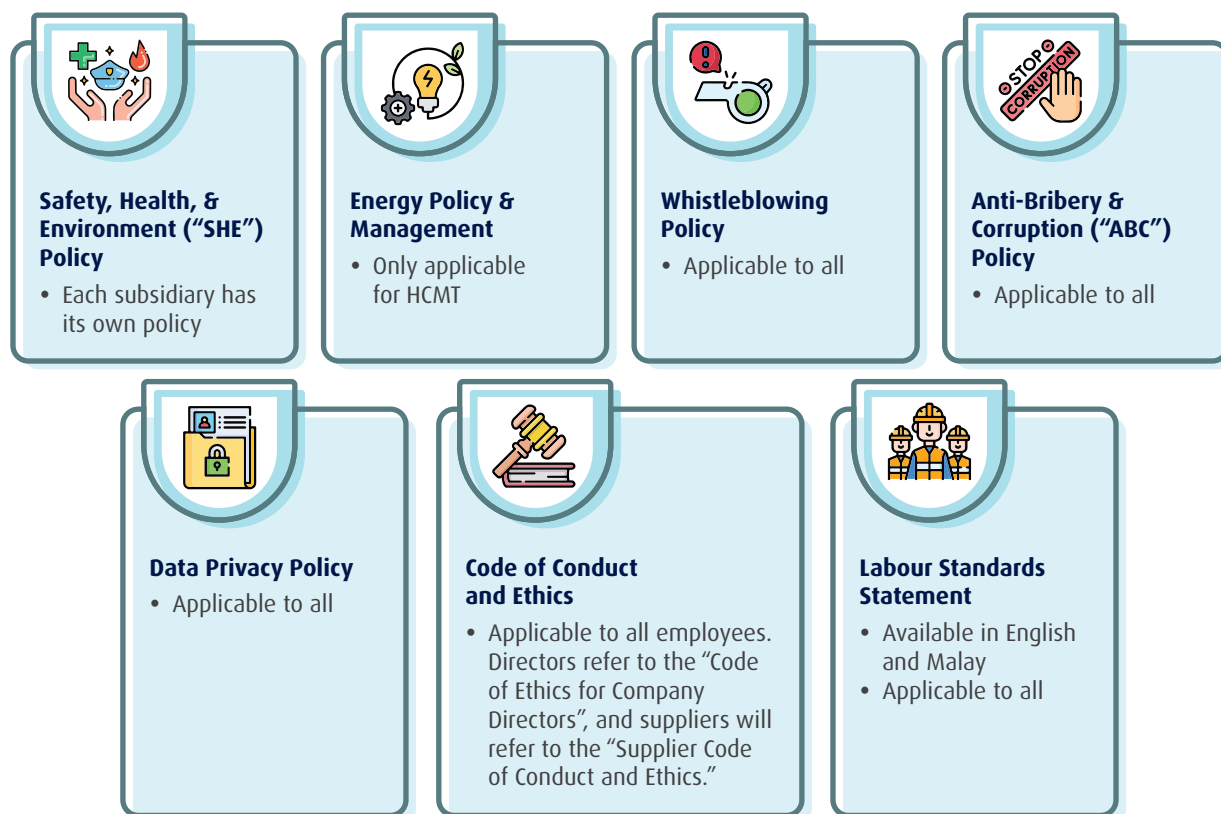 STOP
CORRUPTION
Safety, Health, &
Environment (“SHE”)
Policy
• Each subsidiary has
its own policy
Energy Policy &
Management
• Only applicable
for HCMT
Whistleblowing
Policy
• Applicable to all
Anti-Bribery &
Corruption (“ABC”)
Policy
• Applicable to all
Data Privacy Policy
• Applicable to all
Code of Conduct
and Ethics
• Applicable to all employees.
Directors refer to the “Code
of Ethics for Company
Directors”, and suppliers will
refer to the “Supplier Code
of Conduct and Ethics.”
Labour Standards
Statement
• Available in English
and Malay
• Applicable to all